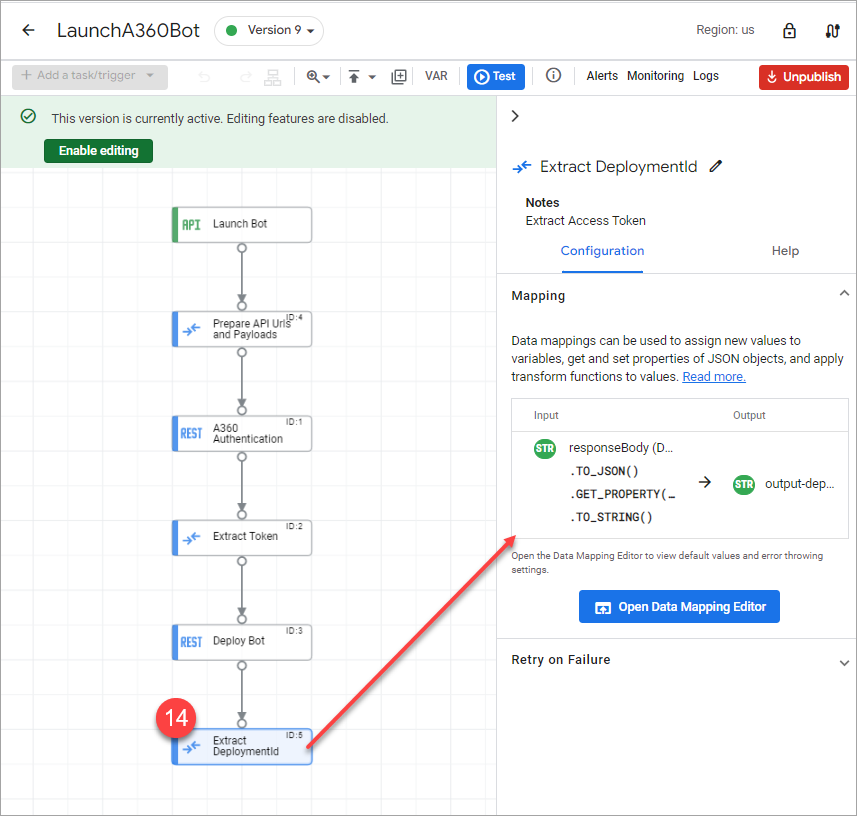 LaunchA360Bot
Version 9
Region: us
Add a task/trigger
VAR
Test
Alerts
Monitoring
Logs
Unpublish
This version is currently active. Editing features are disabled.
Enable editing
API
Launch Bot
ID:4
Prepare API Urls
and Payloads
ID:1
REST
A360
Authentication
ID:2
Extract Token
ID:3
REST
Deploy Bot
14
ID:5
Extract
DeploymentId
Extract DeploymentId
Notes
Extract Access Token
Configuration
Help
Mapping
Data mappings can be used to assign new values to
variables, get and set properties of JSON objects, and apply
transform functions to values. Read more.
Input
Output
STR
responseBody (D...
.TO_JSON()
.GET_PROPERTY(…
.TO_STRING()
STR
output-dep...
Open the Data Mapping Editor to view default values and error throwing
settings.
Open Data Mapping Editor
Retry on Failure